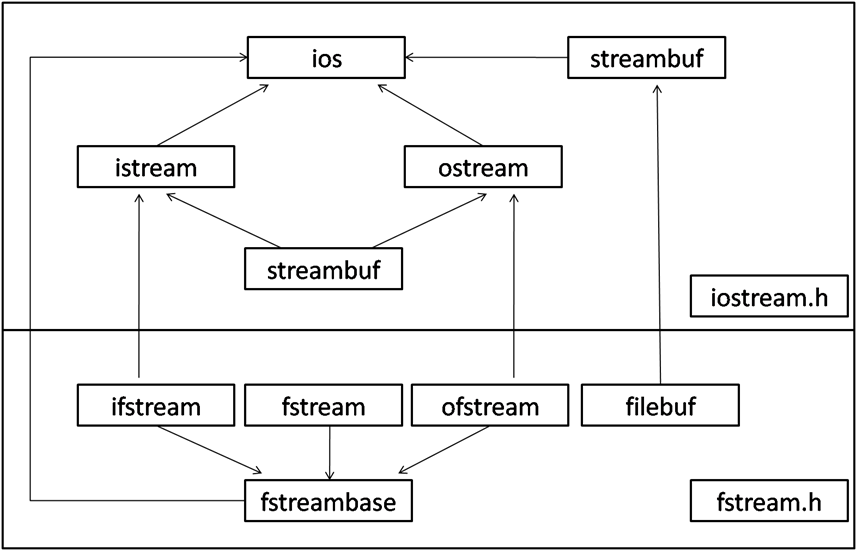 ios
streambuf
istream
ostream
streambuf
iostream.h
ifstream
fstream
ofstream
filebuf
fstreambase
fstream.h